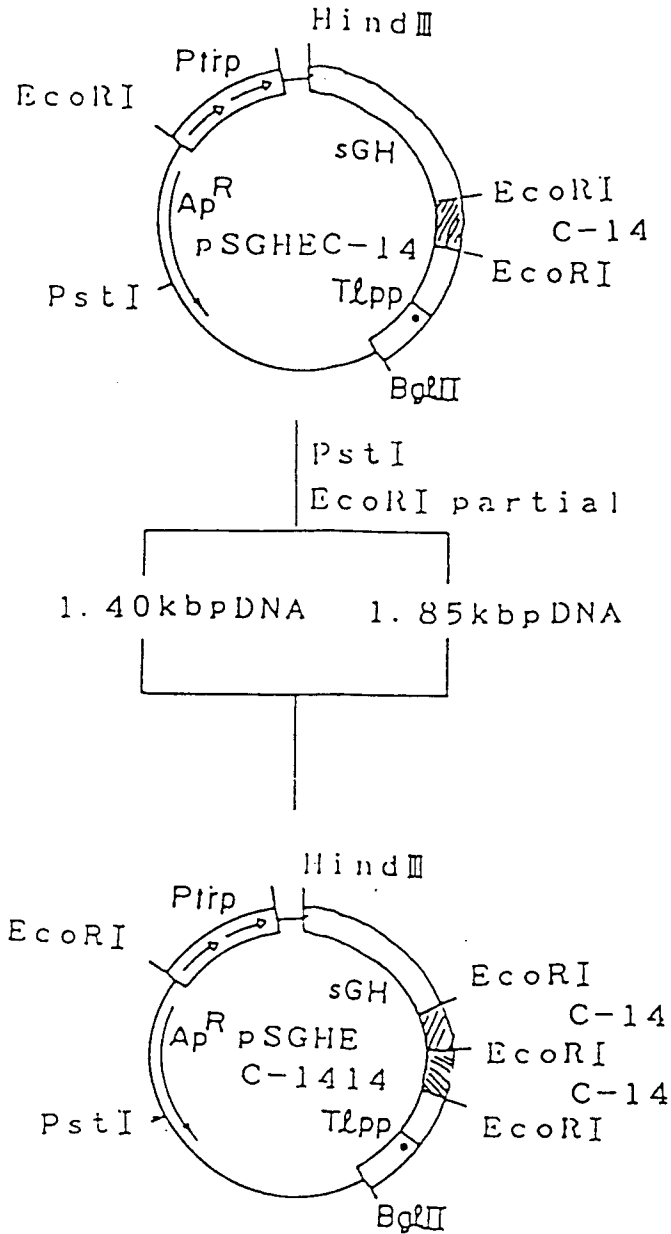 HindⅢ
Ptrp
EcoRI
sGH
EcoRI
Ap^R
C-14
pSGHEC-14
EcoRI
PstI
Tlpp
BglII
PstI
EcoRI partial
1.40kbpDNA 1.85kbpDNA
HindⅢ
Ptrp
EcoRI
sGH
EcoRI
C-14
Ap^R pSGHE
EcoRI
C-1414
C-14
PstI
Tlpp
EcoRI
BglII